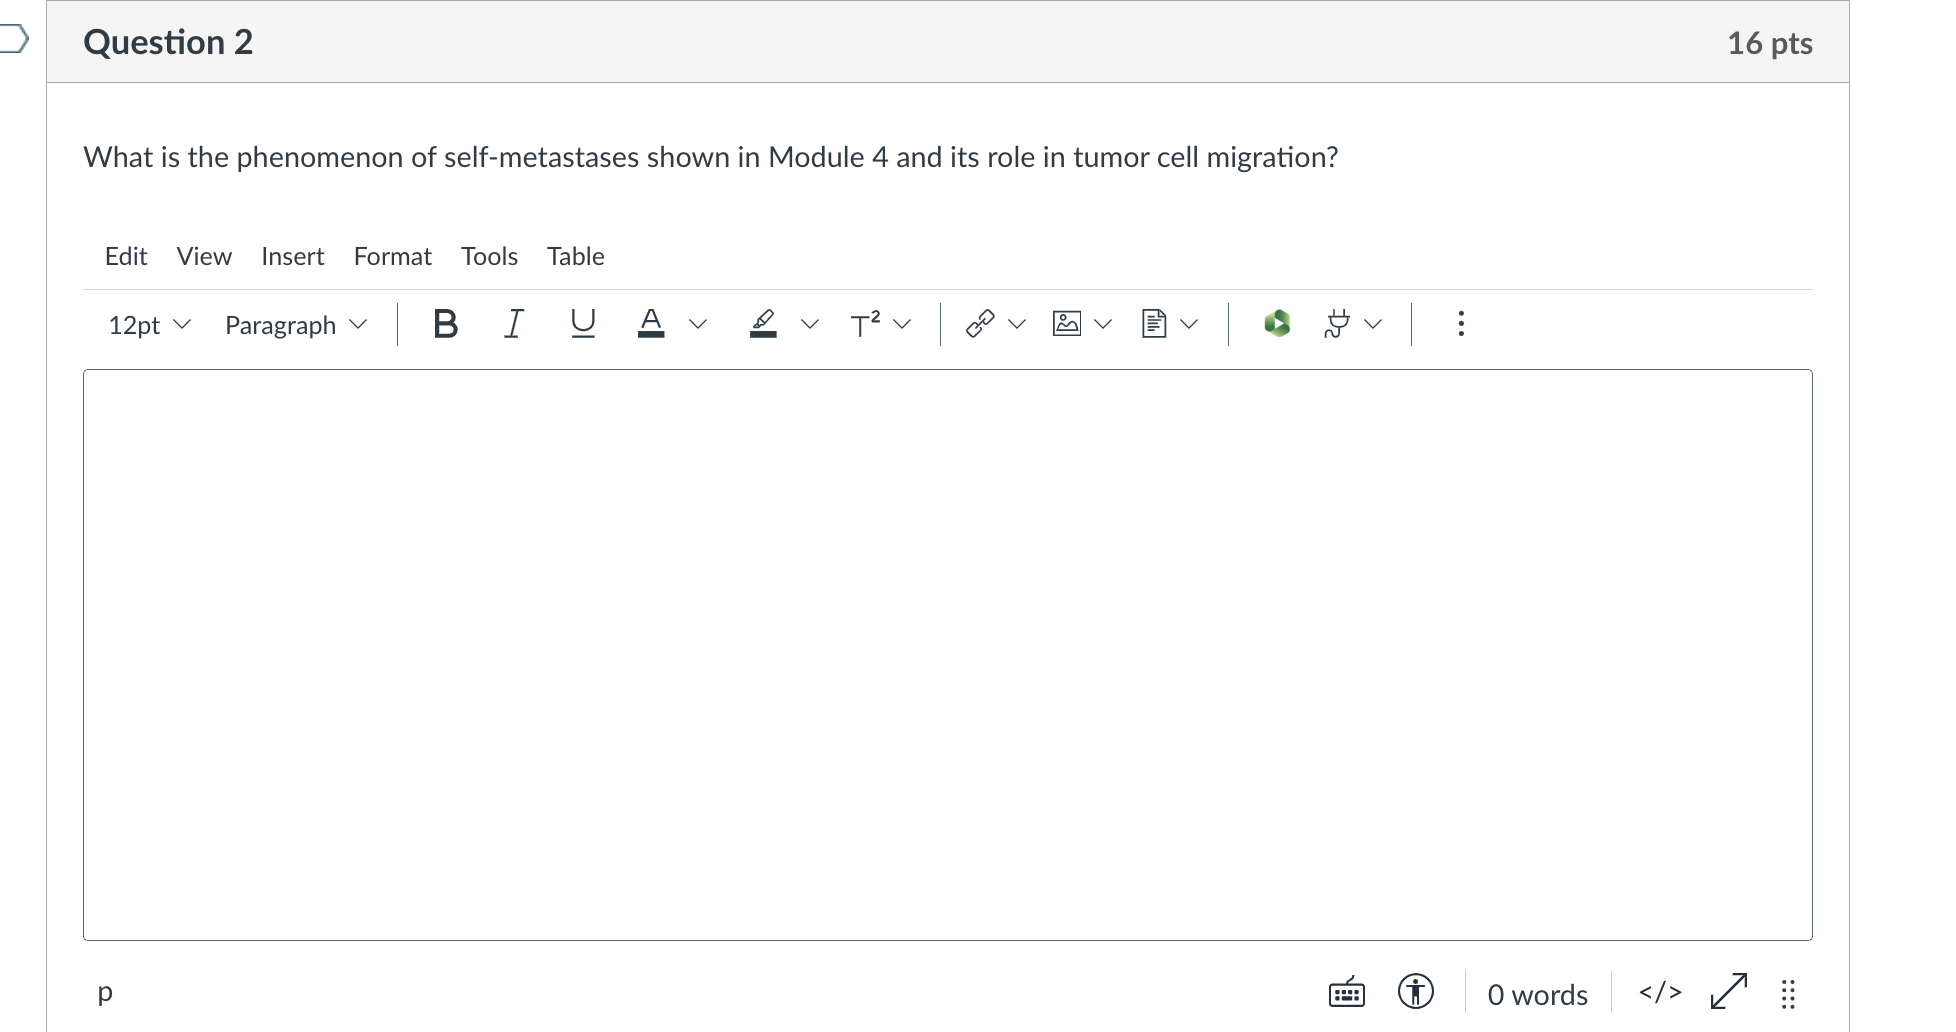 Question 2
16 pts
What is the phenomenon of self-metastases shown in Module 4 and its role in tumor cell migration?
Edit View Insert Format Tools Table
12pt Paragraph B I U A T²
p
0 words </>